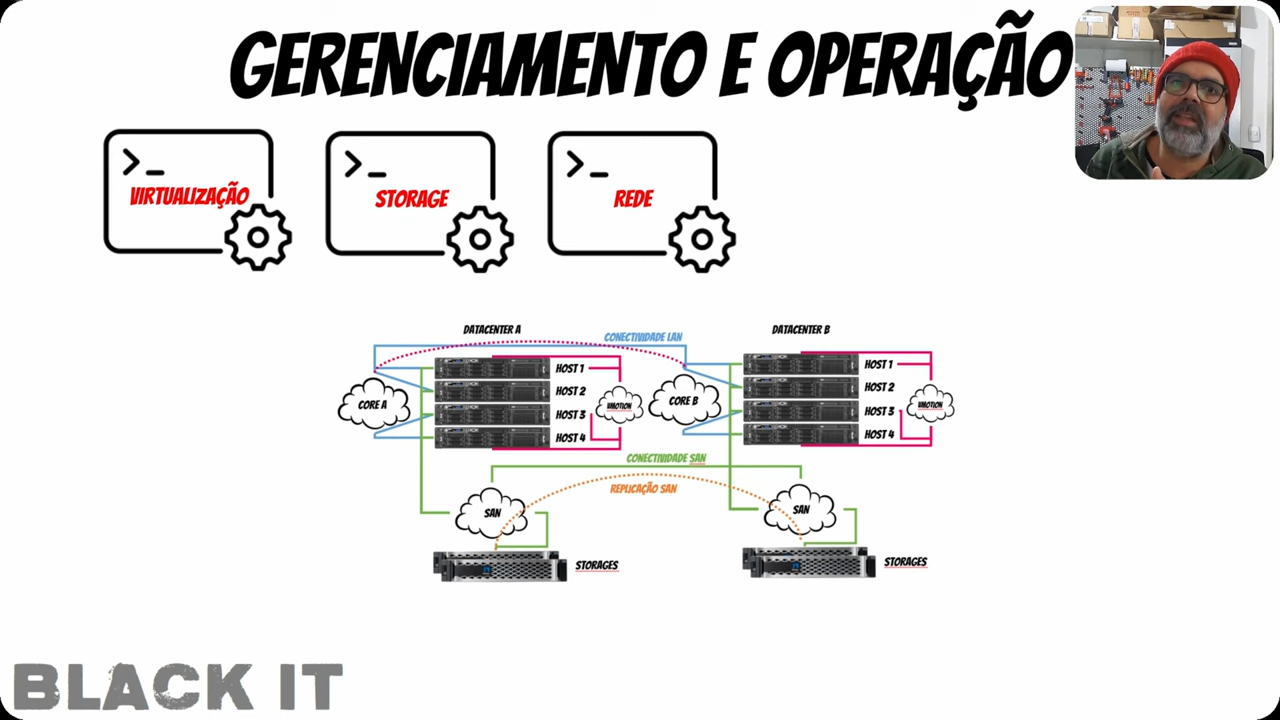 GERENCIAMENTO E OPERAÇÃO
>_
VIRTUALIZAÇÃO
>_
STORAGE
>_
REDE
DATACENTER A
CONECTIVIDADE LAN
DATACENTER B
HOST 1
HOST 2
HOST 3
HOST 4
CORE A
VMOTION
CORE B
HOST 1
HOST 2
HOST 3
HOST 4
VMOTION
CONECTIVIDADE SAN
REPLICAÇÃO SAN
SAN
SAN
STORAGES
STORAGES
BLACK IT